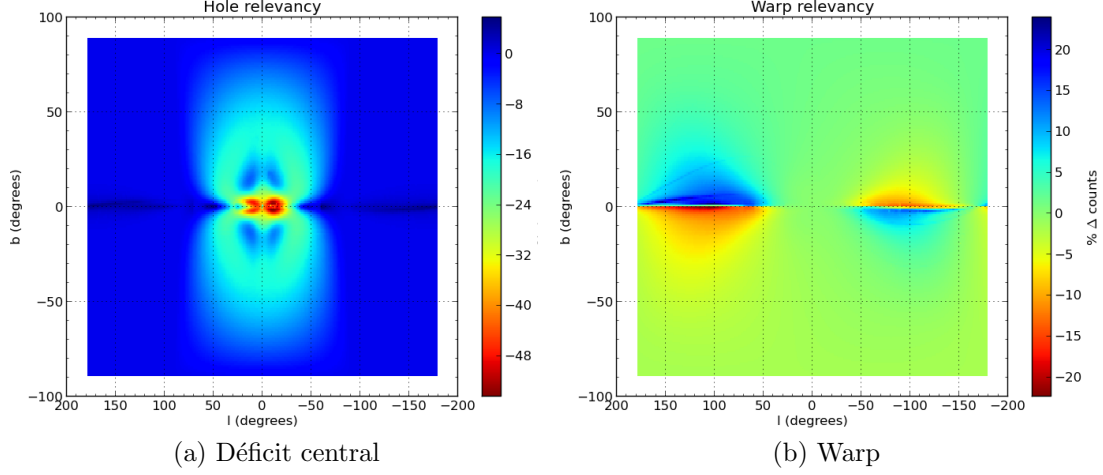 Hole relevancy
100
50
0
−50
−100
b (degrees)
200 150 100 50 0 −50 −100 −150 −200
l (degrees)
0
−8
−16
−24
−32
−40
−48
(a) Déficit central
Warp relevancy
100
50
0
−50
−100
b (degrees)
200 150 100 50 0 −50 −100 −150 −200
l (degrees)
20
15
10
5
0
−5
−10
−15
−20
% Δ counts
(b) Warp